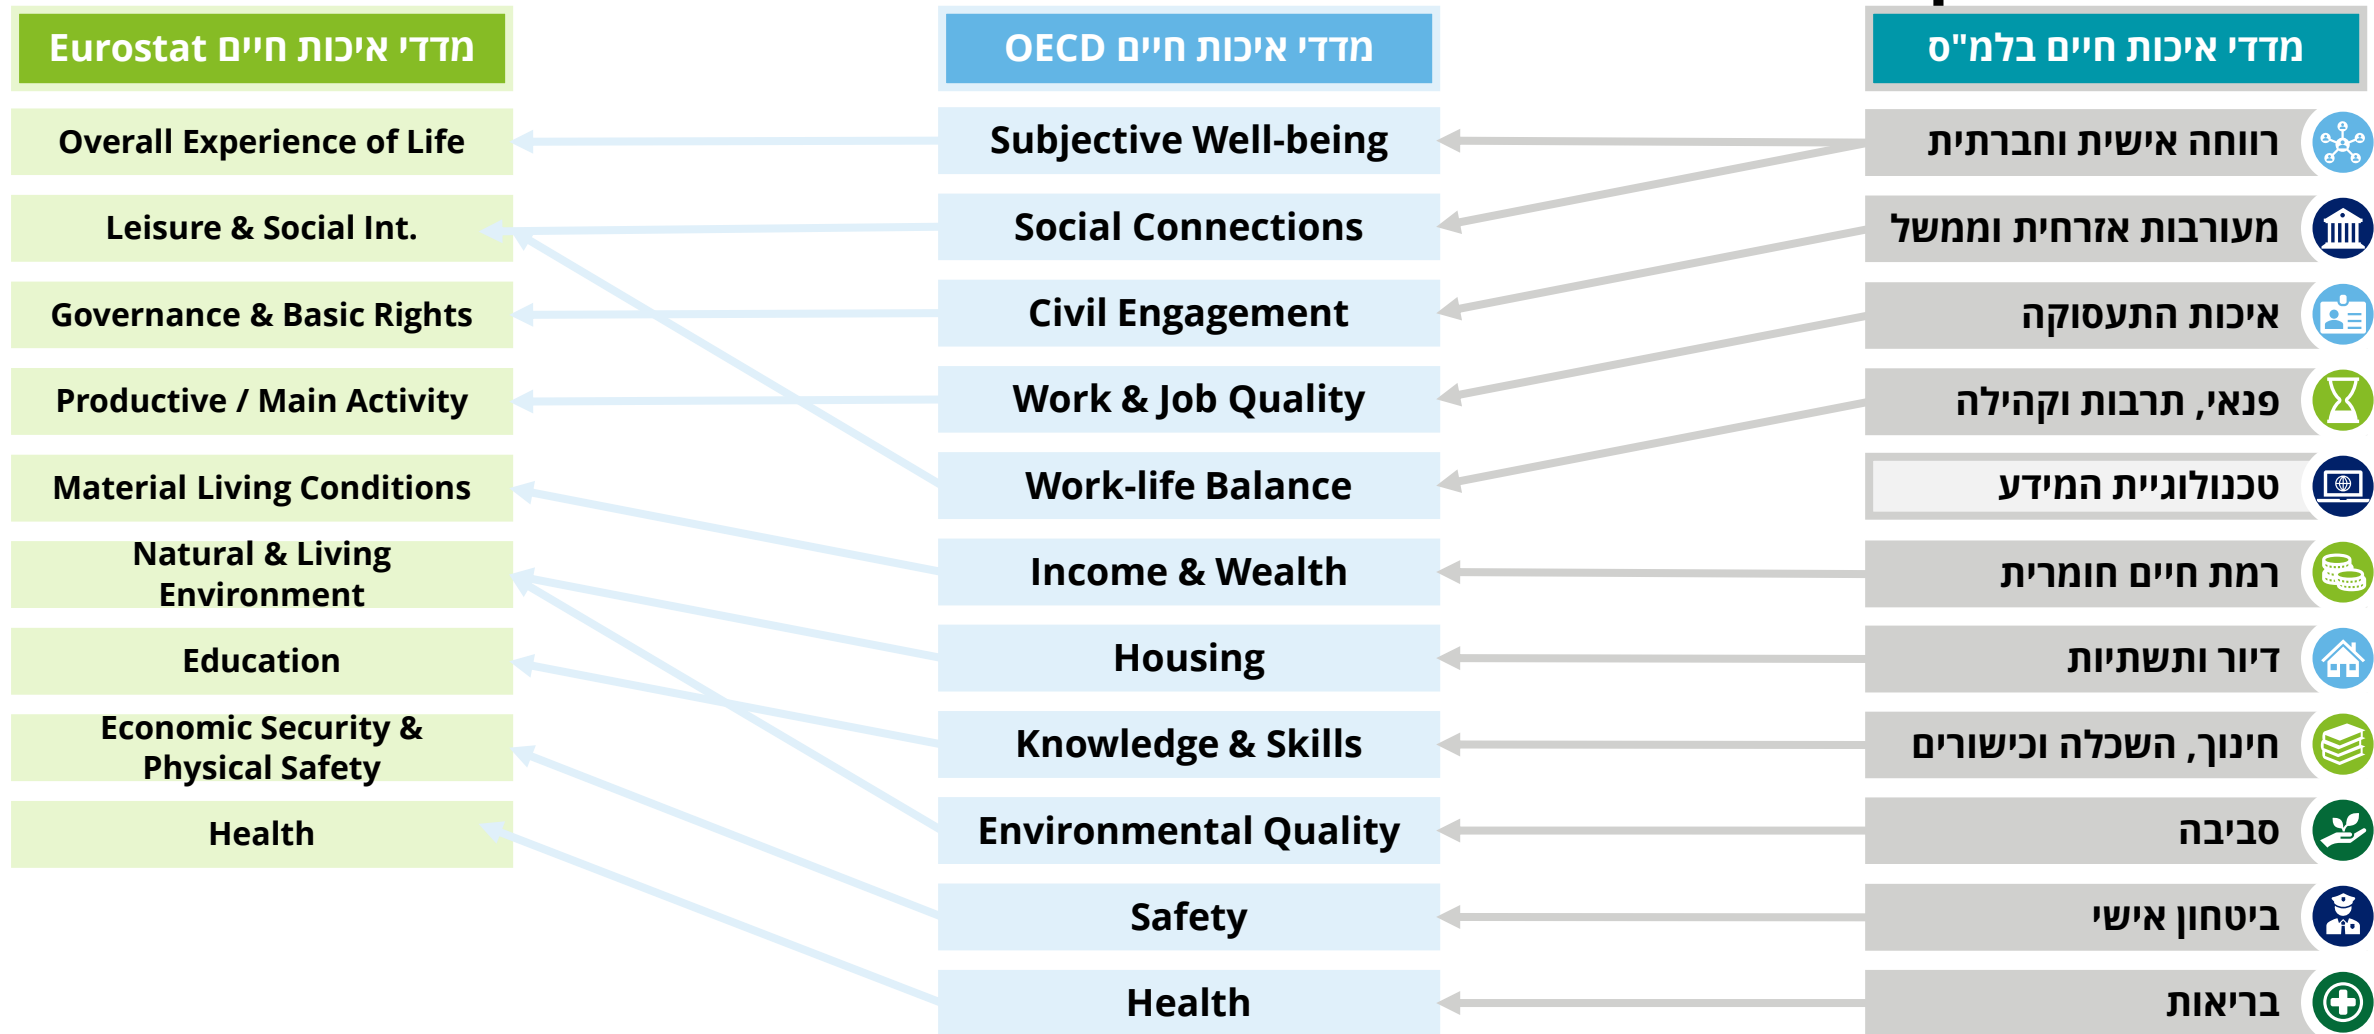 מדדי איכות חיים בלמ"ס
רווחה אישית וחברתית
מעורבות אזרחית וממשל
איכות התעסוקה
פנאי, תרבות וקהילה
טכנולוגיית המידע
רמת חיים חומרית
דיור ותשתיות
חינוך, השכלה וכישורים
סביבה
ביטחון אישי
בריאות
מדדי איכות חיים OECD
Subjective Well-being
Social Connections
Civil Engagement
Work & Job Quality
Work-life Balance
Income & Wealth
Housing
Knowledge & Skills
Environmental Quality
Safety
Health
מדדי איכות חיים Eurostat
Overall Experience of Life
Leisure & Social Int.
Governance & Basic Rights
Productive / Main Activity
Material Living Conditions
Natural & Living
Environment
Education
Economic Security &
Physical Safety
Health